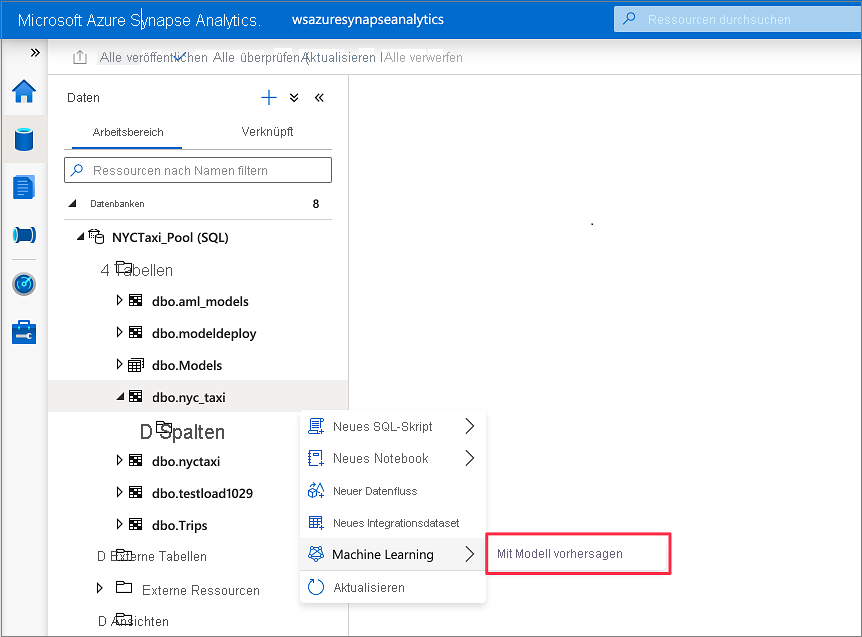 Microsoft Azure Synapse Analytics. wsazuresynapseanalytics Ressourcen durchsuchen
Alle veröffentlichen Alle überprüfen Aktualisieren Alle verwerfen
Daten
Arbeitsbereich Verknüpft
Ressourcen nach Namen filtern
Datenbanken 8
NYCTaxi_Pool (SQL)
4 Tabellen
dbo.aml_models
dbo.modeldeploy
dbo.Models
dbo.nyc_taxi
D Spalten
dbo.nyctaxi
dbo.testload1029
dbo.Trips
D Externe Tabellen
Externe Ressourcen
D Ansichten
Neues SQL-Skript
Neues Notebook
Neuer Datenfluss
Neues Integrationsdataset
Machine Learning
Mit Modell vorhersagen
Aktualisieren